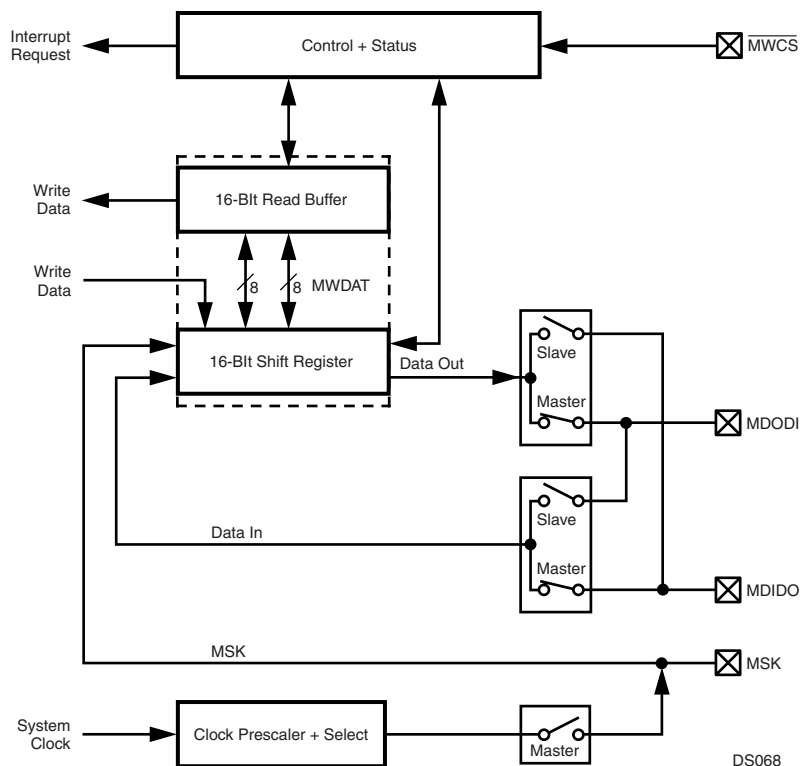 Interrupt
Request
Control + Status
MWCS
16-BIt Read Buffer
Write
Data
Write
Data
8
8
MWDAT
16-BIt Shift Register
Data Out
Slave
Master
MDODI
Slave
Master
Data In
MDIDO
MSK
MSK
System
Clock
Clock Prescaler + Select
Master
DS068